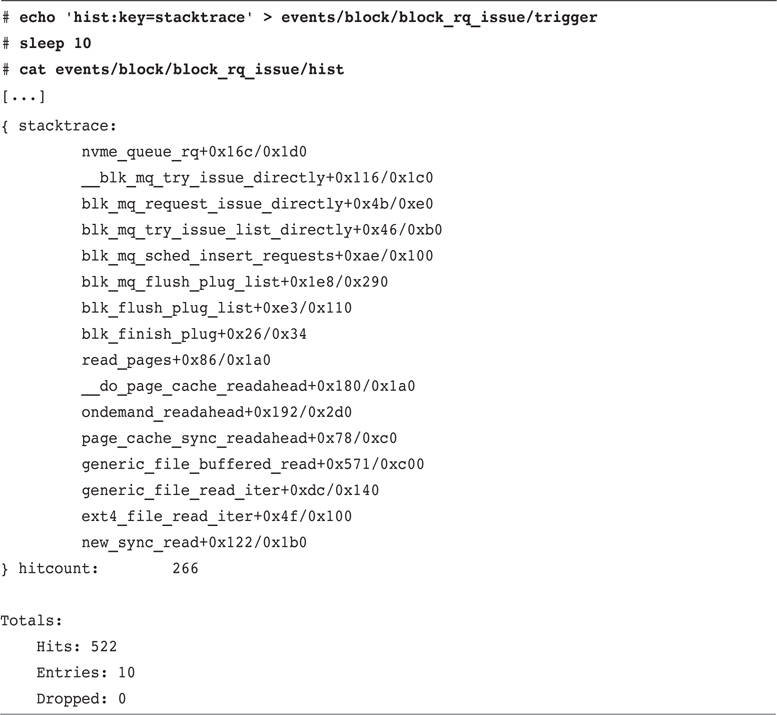 # echo 'hist:key=stacktrace' > events/block/block_rq_issue/trigger
# sleep 10
# cat events/block/block_rq_issue/hist
[...]
{ stacktrace:
         nvme_queue_rq+0x16c/0x1d0
         __blk_mq_try_issue_directly+0x116/0x1c0
         blk_mq_request_issue_directly+0x4b/0xe0
         blk_mq_try_issue_list_directly+0x46/0xb0
         blk_mq_sched_insert_requests+0xae/0x100
         blk_mq_flush_plug_list+0x1e8/0x290
         blk_flush_plug_list+0xe3/0x110
         blk_finish_plug+0x26/0x34
         read_pages+0x86/0x1a0
         __do_page_cache_readahead+0x180/0x1a0
         ondemand_readahead+0x192/0x2d0
         page_cache_sync_readahead+0x78/0xc0
         generic_file_buffered_read+0x571/0xc00
         generic_file_read_iter+0xdc/0x140
         ext4_file_read_iter+0x4f/0x100
         new_sync_read+0x122/0x1b0
} hitcount:        266

Totals:
    Hits: 522
    Entries: 10
    Dropped: 0